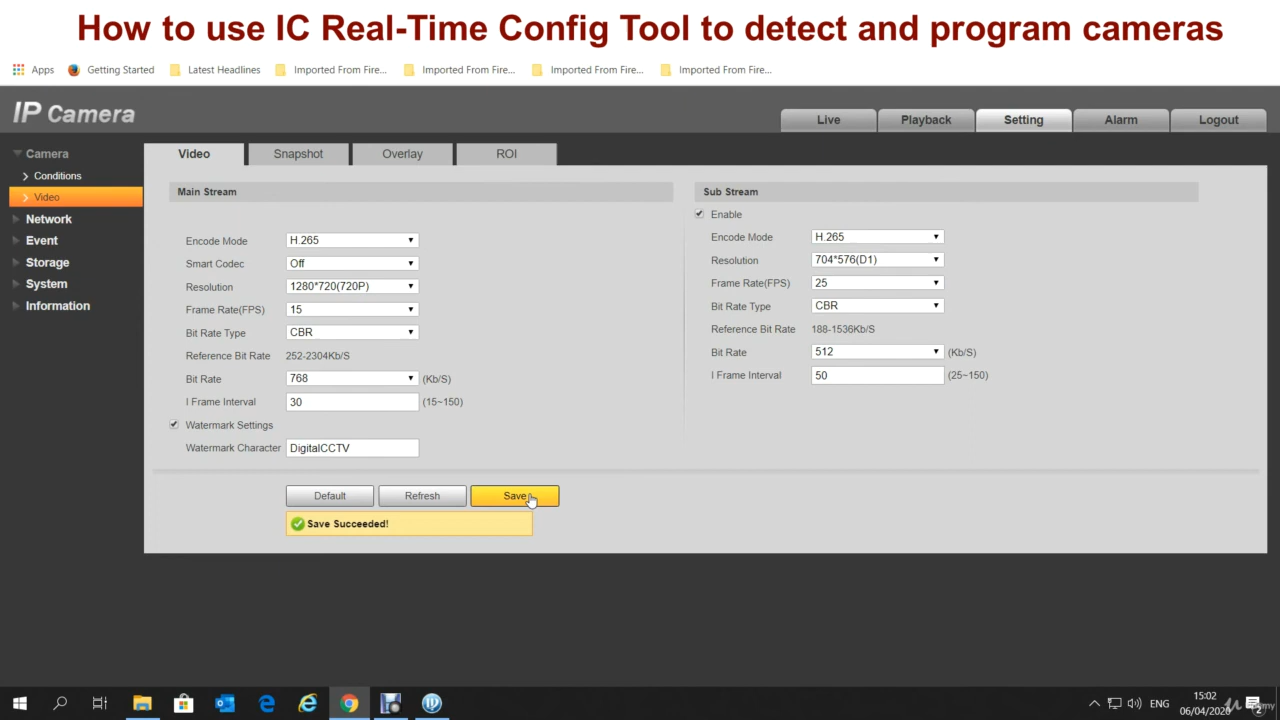 How to use IC Real-Time Config Tool to detect and program cameras
Apps Getting Started Latest Headlines Imported From Fire... Imported From Fire... Imported From Fire... Imported From Fire...
IP Camera
Live Playback Setting Alarm Logout
Camera
Conditions
Video
Network
Event
Storage
System
Information
Video Snapshot Overlay ROI
Main Stream
Encode Mode H.265
Smart Codec Off
Resolution 1280*720(720P)
Frame Rate(FPS) 15
Bit Rate Type CBR
Reference Bit Rate 252-2304Kb/S
Bit Rate 768 (Kb/S)
I Frame Interval 30 (15~150)
Watermark Settings
Watermark Character DigitalCCTV
Sub Stream
Enable
Encode Mode H.265
Resolution 704*576(D1)
Frame Rate(FPS) 25
Bit Rate Type CBR
Reference Bit Rate 188-1536Kb/S
Bit Rate 512 (Kb/S)
I Frame Interval 50 (25~150)
Default Refresh Save
Save Succeeded!
ENG
15:02
06/04/2020
2